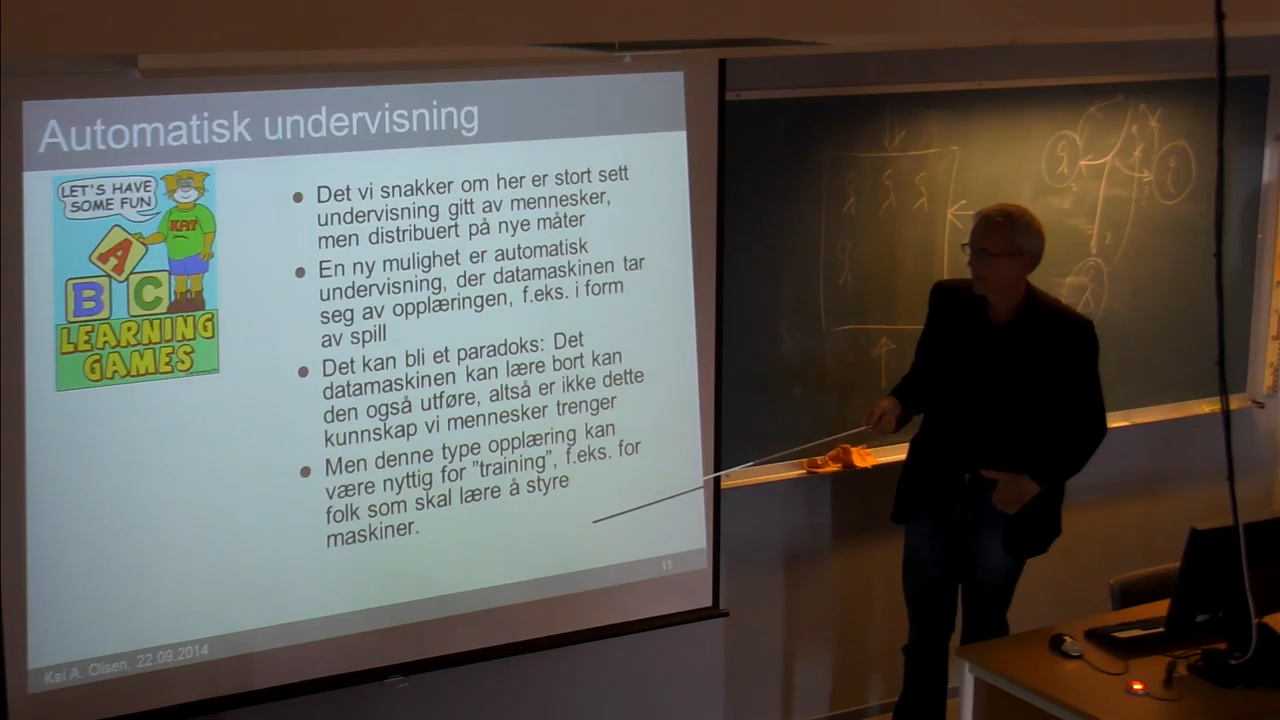 Automatisk undervisning
LET'S HAVE
SOME FUN
KAT
A
B C
LEARNING
GAMES
Det vi snakker om her er stort sett
undervisning gitt av mennesker,
men distribuert på nye måter
En ny mulighet er automatisk
undervisning, der datamaskinen tar
seg av opplæringen, f.eks. i form
av spill
Det kan bli et paradoks: Det
datamaskinen kan lære bort kan
den også utføre, altså er ikke dette
kunnskap vi mennesker trenger
Men denne type opplæring kan
være nyttig for "training", f.eks. for
folk som skal lære å styre
maskiner.
11
Kai A. Olsen, 22.09.2014